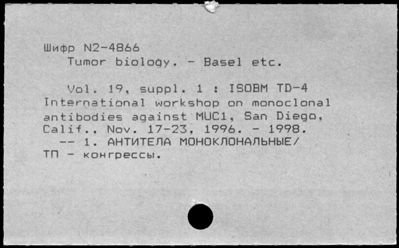 Шифр N2-4866
Tumor biology. - Basel etc.
Vol. 19, suppl. 1 : ISOBM TD-4
International workshop on monoclonal
antibodies against MUC1, San Diego,
Calif., Nov. 17-23, 1996. - 1998.
-- 1. АНТИТЕЛА МОНОКЛОНАЛЬНЫЕ/
ТП - конгрессы.